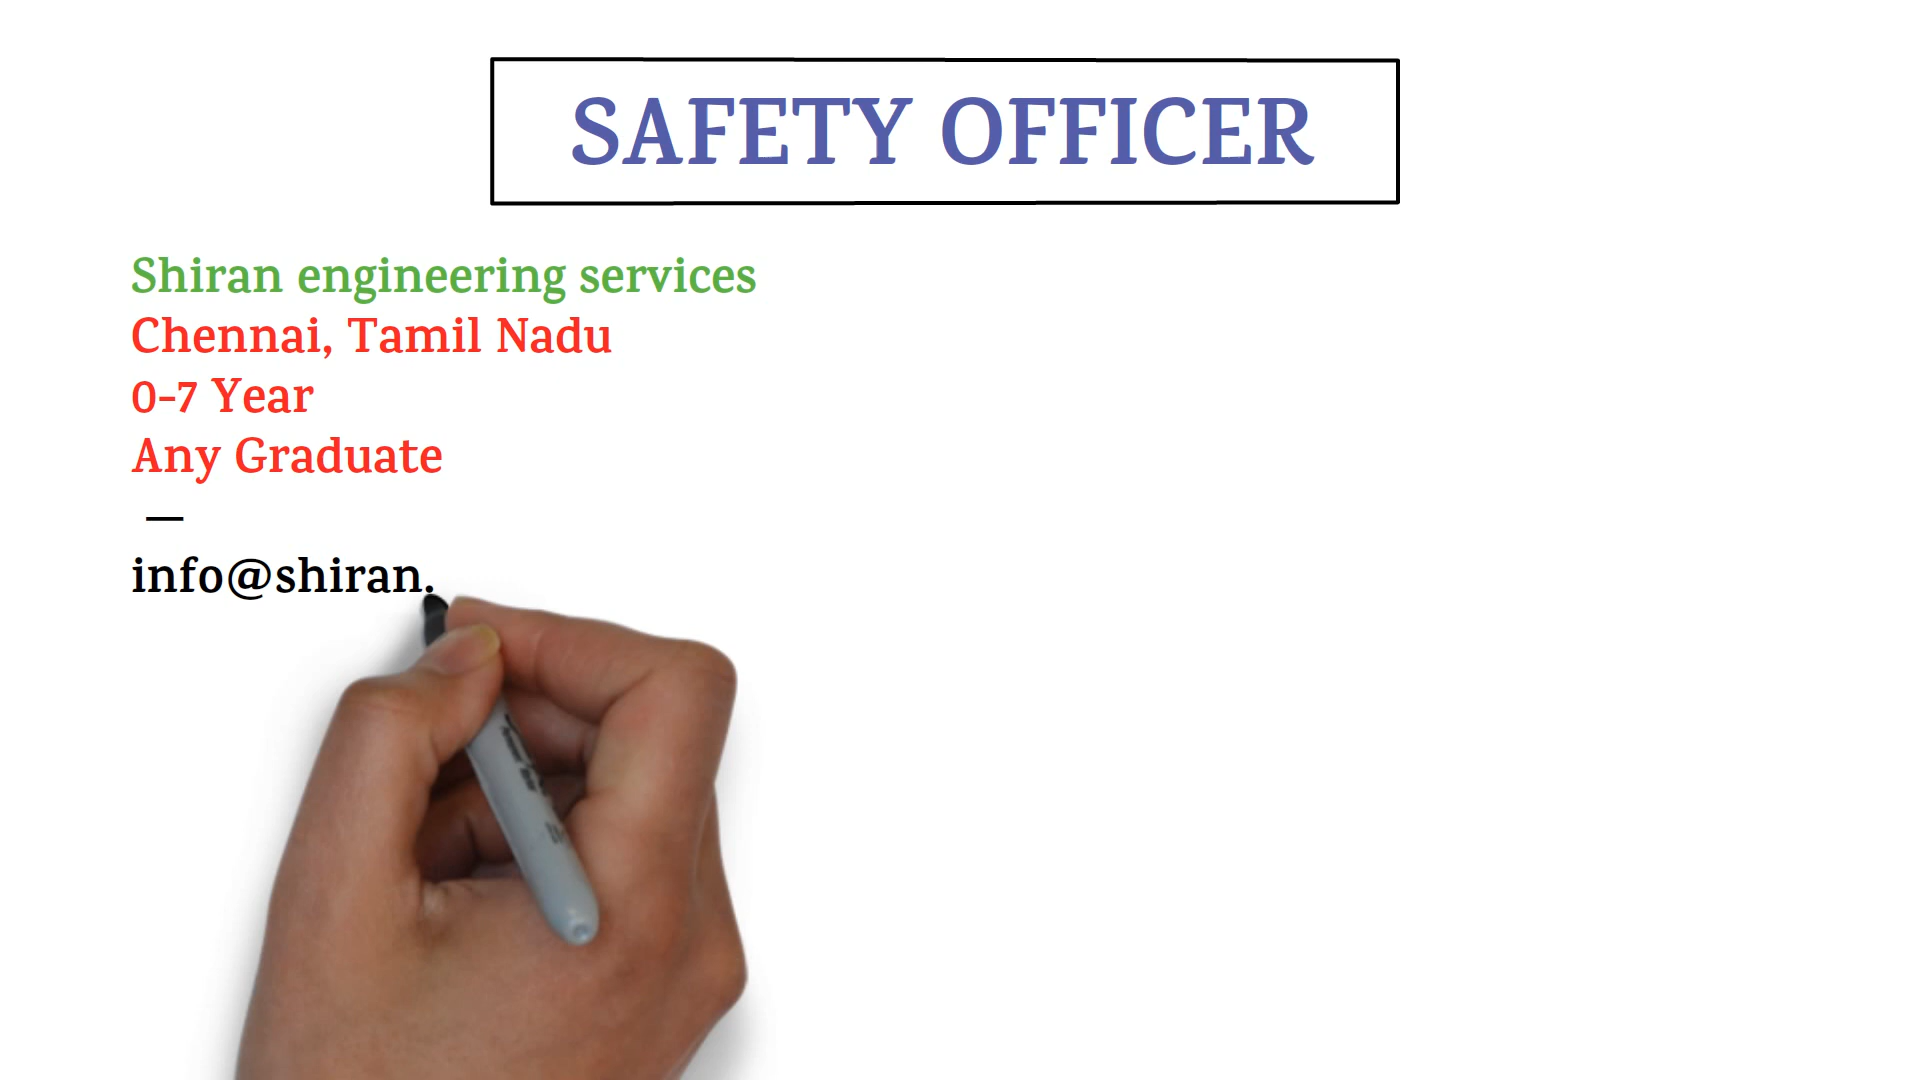 SAFETY OFFICER
Shiran engineering services
Chennai, Tamil Nadu
0-7 Year
Any Graduate
—
info@shiran.